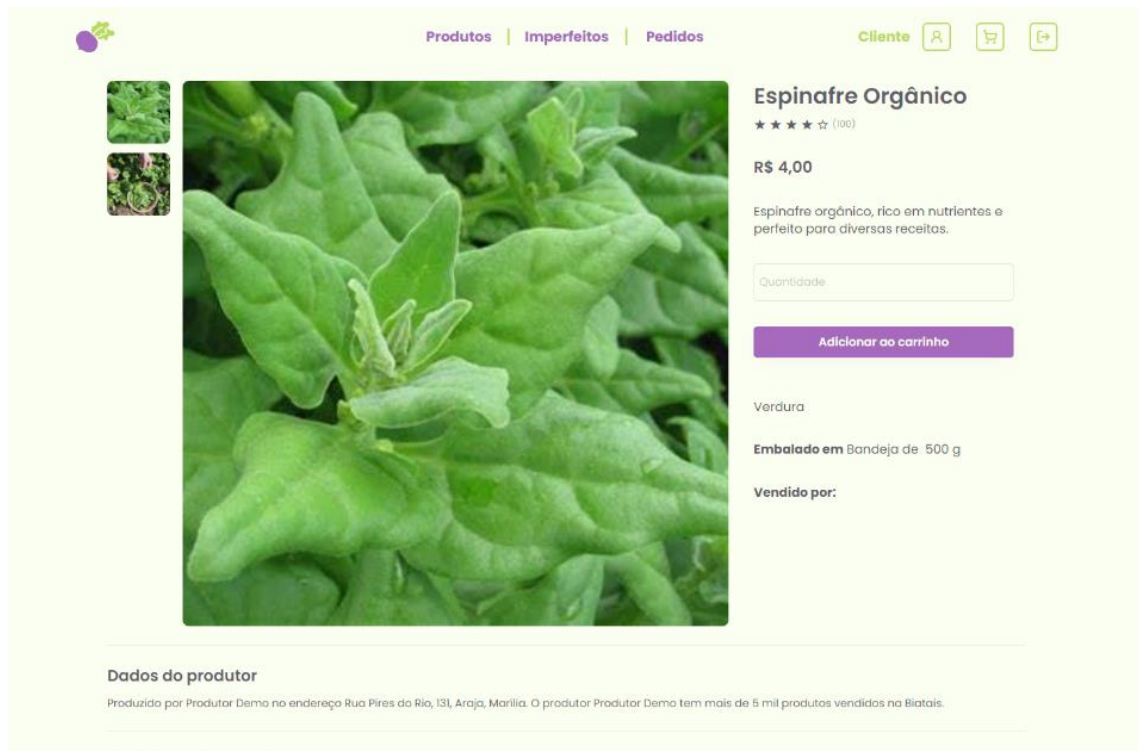 Produtos | Imperfeitos | Pedidos
Cliente
Espinafre Orgânico
★ ★ ★ ★ ☆ (100)
R$ 4,00
Espinafre orgânico, rico em nutrientes e
perfeito para diversas receitas.
Quantidade
Adicionar ao carrinho
Verdura
Embalado em Bandeja de 500 g
Vendido por:
Dados do produtor
Produzido por Produtor Demo no endereço Rua Pires do Rio, 131, Araja, Marília. O produtor Produtor Demo tem mais de 5 mil produtos vendidos na Biatais.